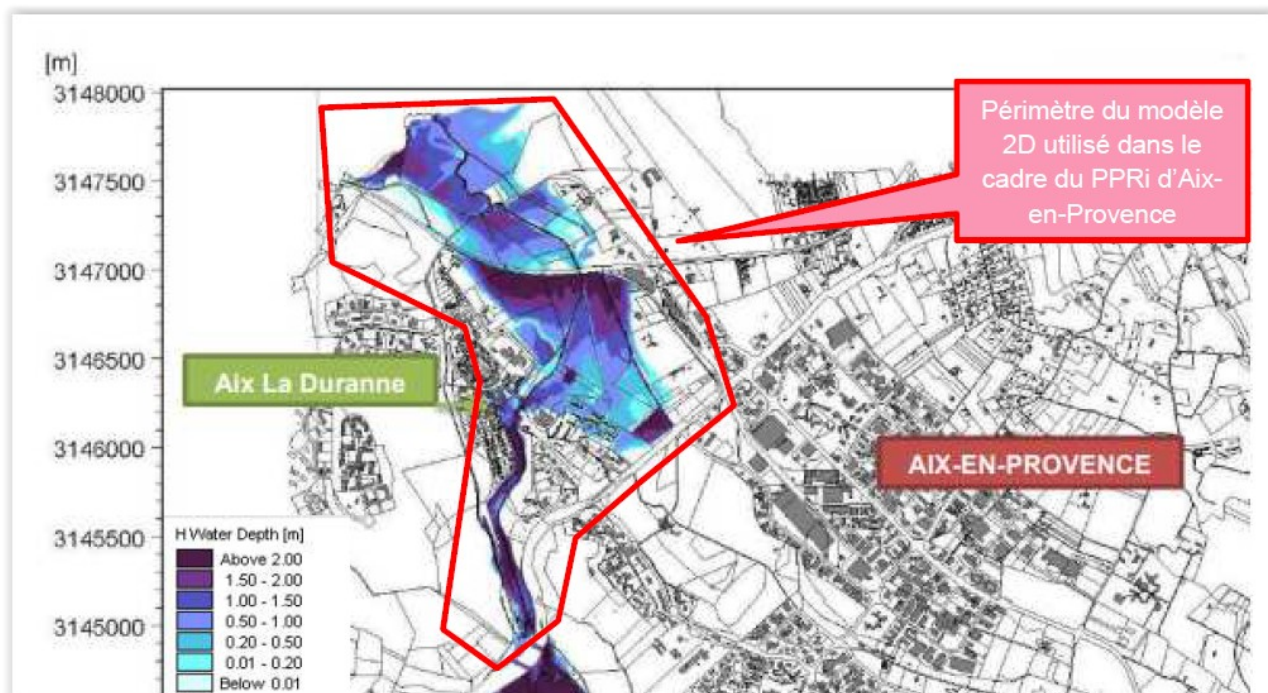 [m]
3148000
3147500
3147000
3146500
3146000
3145500
3145000
Périmètre du modèle
2D utilisé dans le
cadre du PPRi d'Aix-
en-Provence
Aix La Duranne
AIX-EN-PROVENCE
H Water Depth [m]
Above 2.00
1.50 - 2.00
1.00 - 1.50
0.50 - 1.00
0.20 - 0.50
0.01 - 0.20
Below 0.01